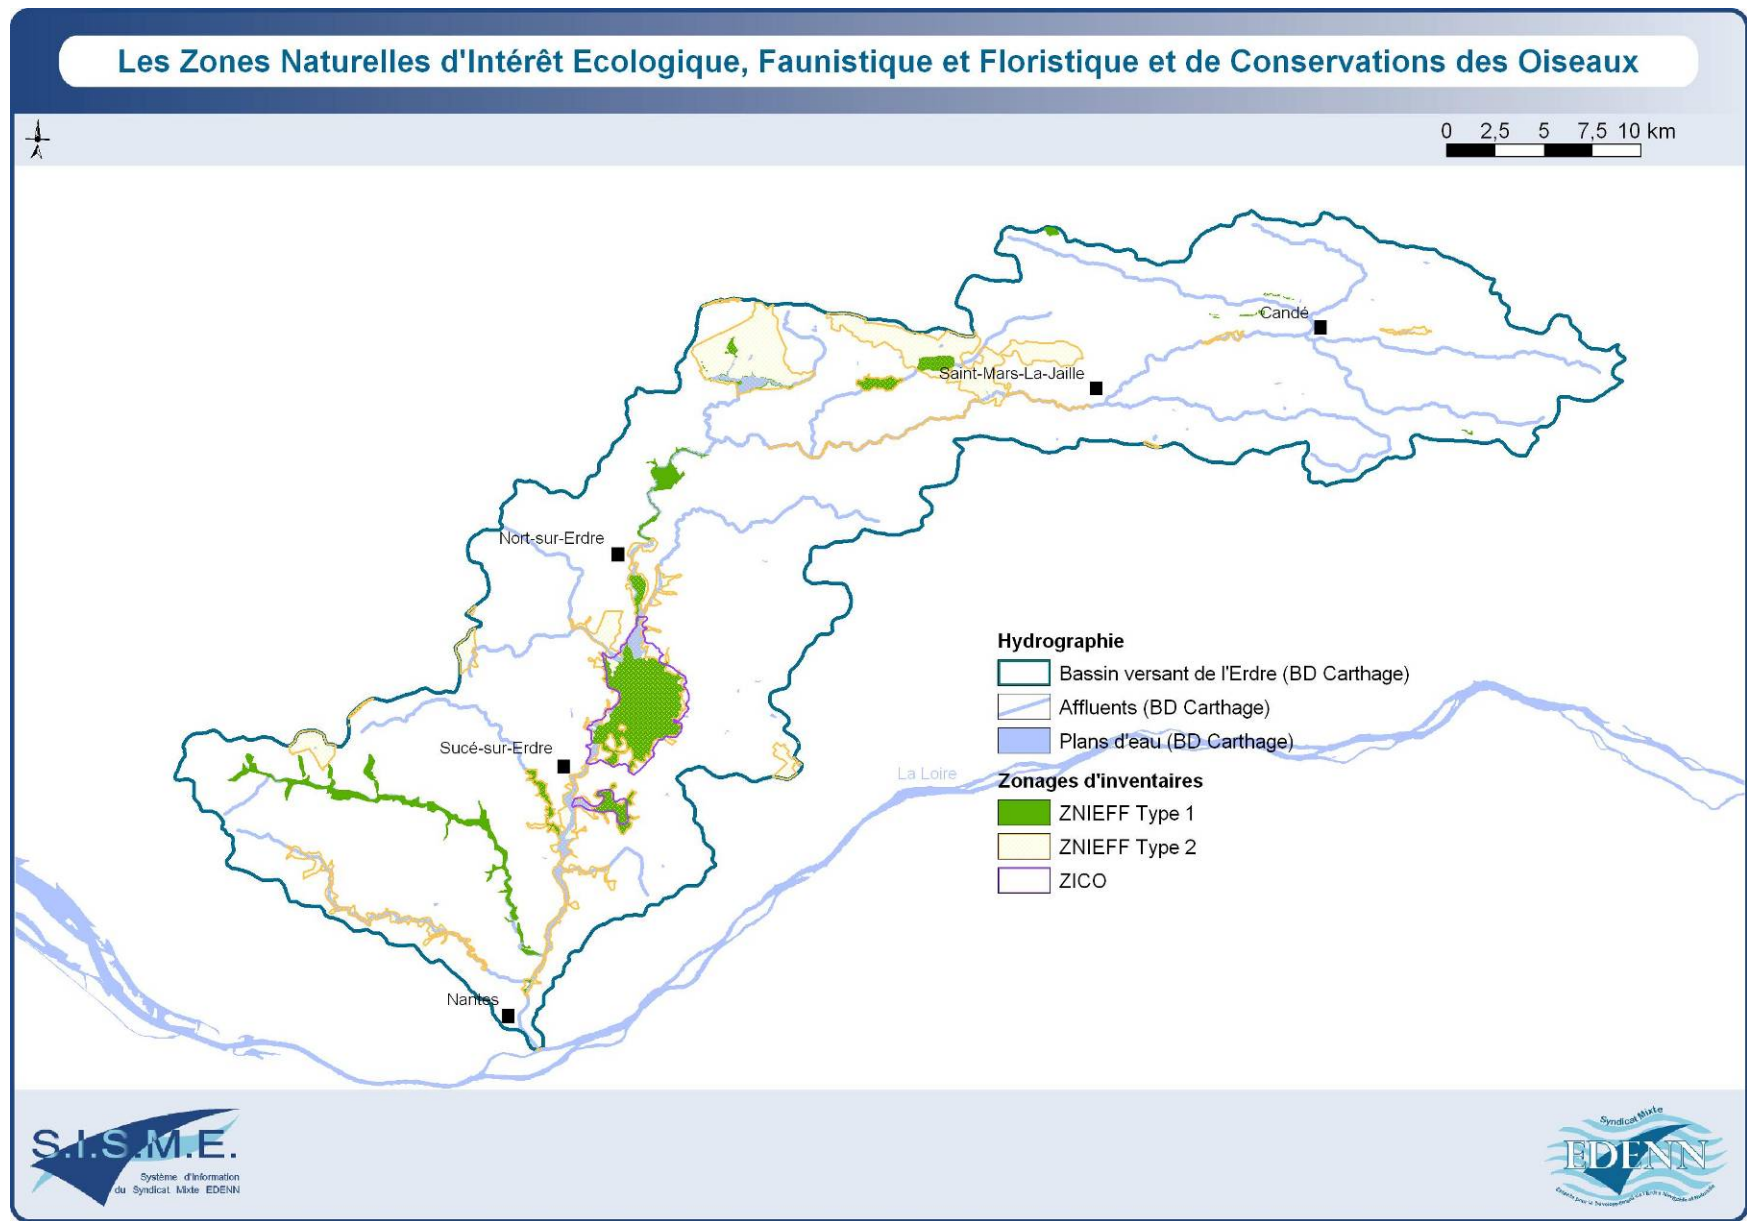 Les Zones Naturelles d'Intérêt Ecologique, Faunistique et Floristique et de Conservations des Oiseaux
0 2,5 5 7,5 10 km
Candé
Saint-Mars-La-Jaille
Nort-sur-Erdre
Sucé-sur-Erdre
Nantes
La Loire
Hydrographie
Bassin versant de l'Erdre (BD Carthage)
Affluents (BD Carthage)
Plans d'eau (BD Carthage)
Zonages d'inventaires
ZNIEFF Type 1
ZNIEFF Type 2
ZICO
S.I.S.M.E.
Système d'Information
du Syndicat Mixte EDENN
Syndicat Mixte
EDENN